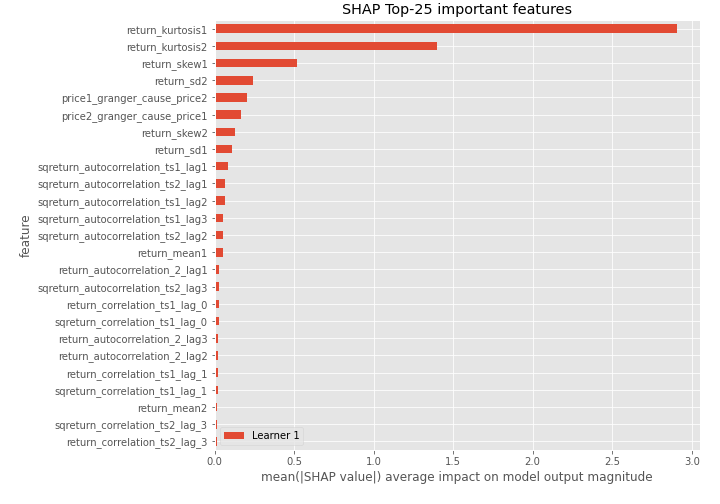 SHAP Top-25 important features
feature
return_kurtosis1
return_kurtosis2
return_skew1
return_sd2
price1_granger_cause_price2
price2_granger_cause_price1
return_skew2
return_sd1
sqreturn_autocorrelation_ts1_lag1
sqreturn_autocorrelation_ts2_lag1
sqreturn_autocorrelation_ts1_lag2
sqreturn_autocorrelation_ts1_lag3
sqreturn_autocorrelation_ts2_lag2
return_mean1
return_autocorrelation_2_lag1
sqreturn_autocorrelation_ts2_lag3
return_correlation_ts1_lag_0
sqreturn_correlation_ts1_lag_0
return_autocorrelation_2_lag3
return_autocorrelation_2_lag2
return_correlation_ts1_lag_1
sqreturn_correlation_ts1_lag_1
return_mean2
sqreturn_correlation_ts2_lag_3
return_correlation_ts2_lag_3
Learner 1
0.0 0.5 1.0 1.5 2.0 2.5 3.0
mean(|SHAP value|) average impact on model output magnitude